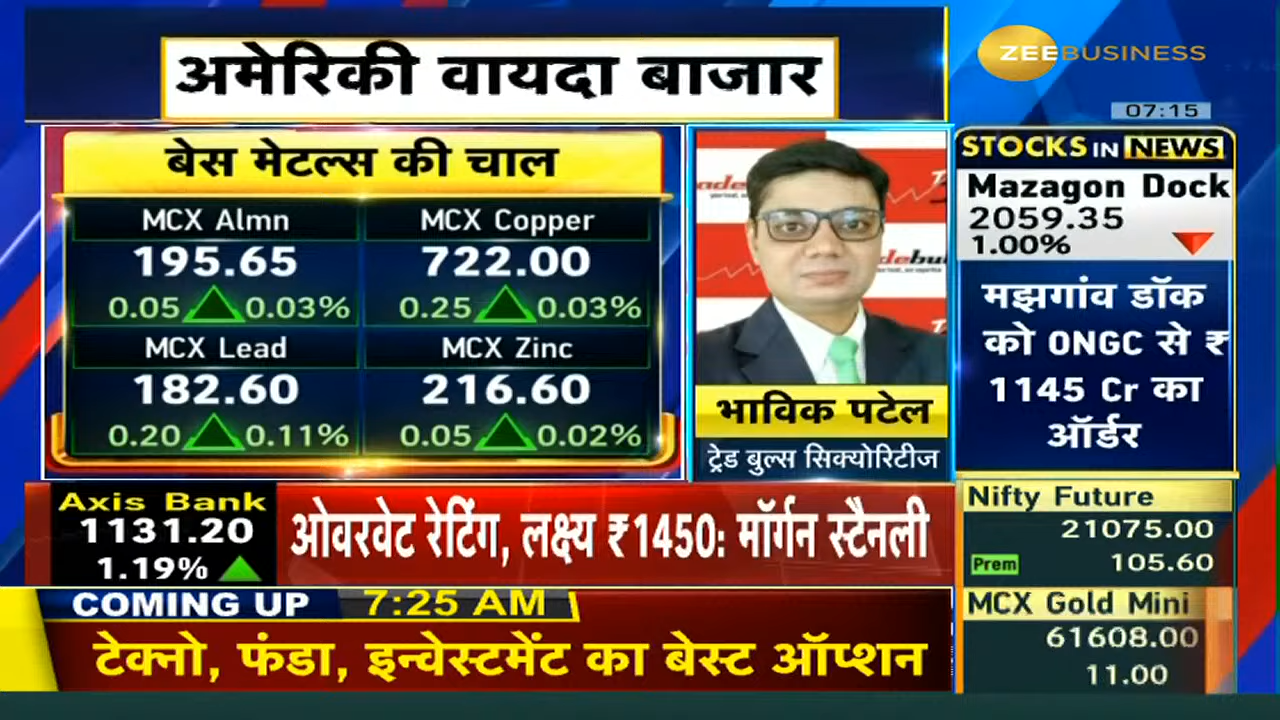 अमेरिकी वायदा बाजार
ZEEBUSINESS
07:15
बेस मेटल्स की चाल
MCX Almn
195.65
0.05 0.03%
MCX Copper
722.00
0.25 0.03%
MCX Lead
182.60
0.20 0.11%
MCX Zinc
216.60
0.05 0.02%
भाविक पटेल
ट्रेड बुल्स सिक्योरिटीज
STOCKS IN NEWS
Mazagon Dock
2059.35
1.00%
मझगांव डॉक
को ONGC से ₹
1145 Cr का
ऑर्डर
Axis Bank
1131.20
1.19%
ओवरवेट रेटिंग, लक्ष्य ₹1450: मॉर्गन स्टैनली
Nifty Future
21075.00
Prem 105.60
MCX Gold Mini
61608.00
11.00
COMING UP 7:25 AM
टेक्नो, फंडा, इन्वेस्टमेंट का बेस्ट ऑप्शन